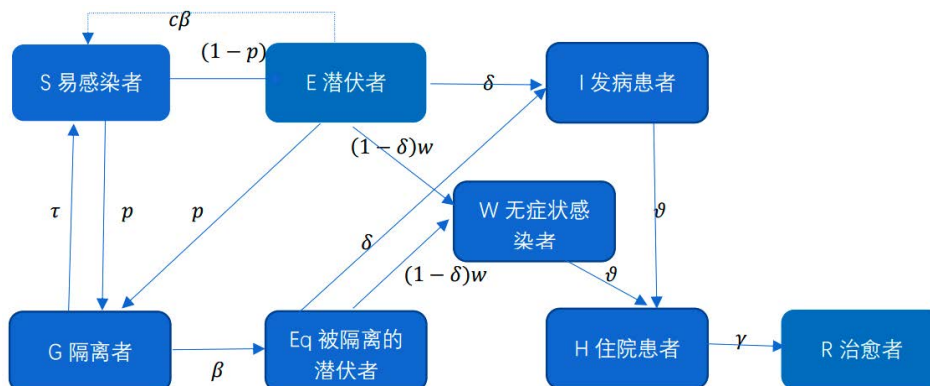 cβ
S 易感染者
(1 − p)
E 潜伏者
δ
I 发病患者
(1 − δ)w
W 无症状感
染者
τ
p
p
δ
(1 − δ)w
ϑ
ϑ
G 隔离者
β
Eq 被隔离的
潜伏者
H 住院患者
γ
R 治愈者